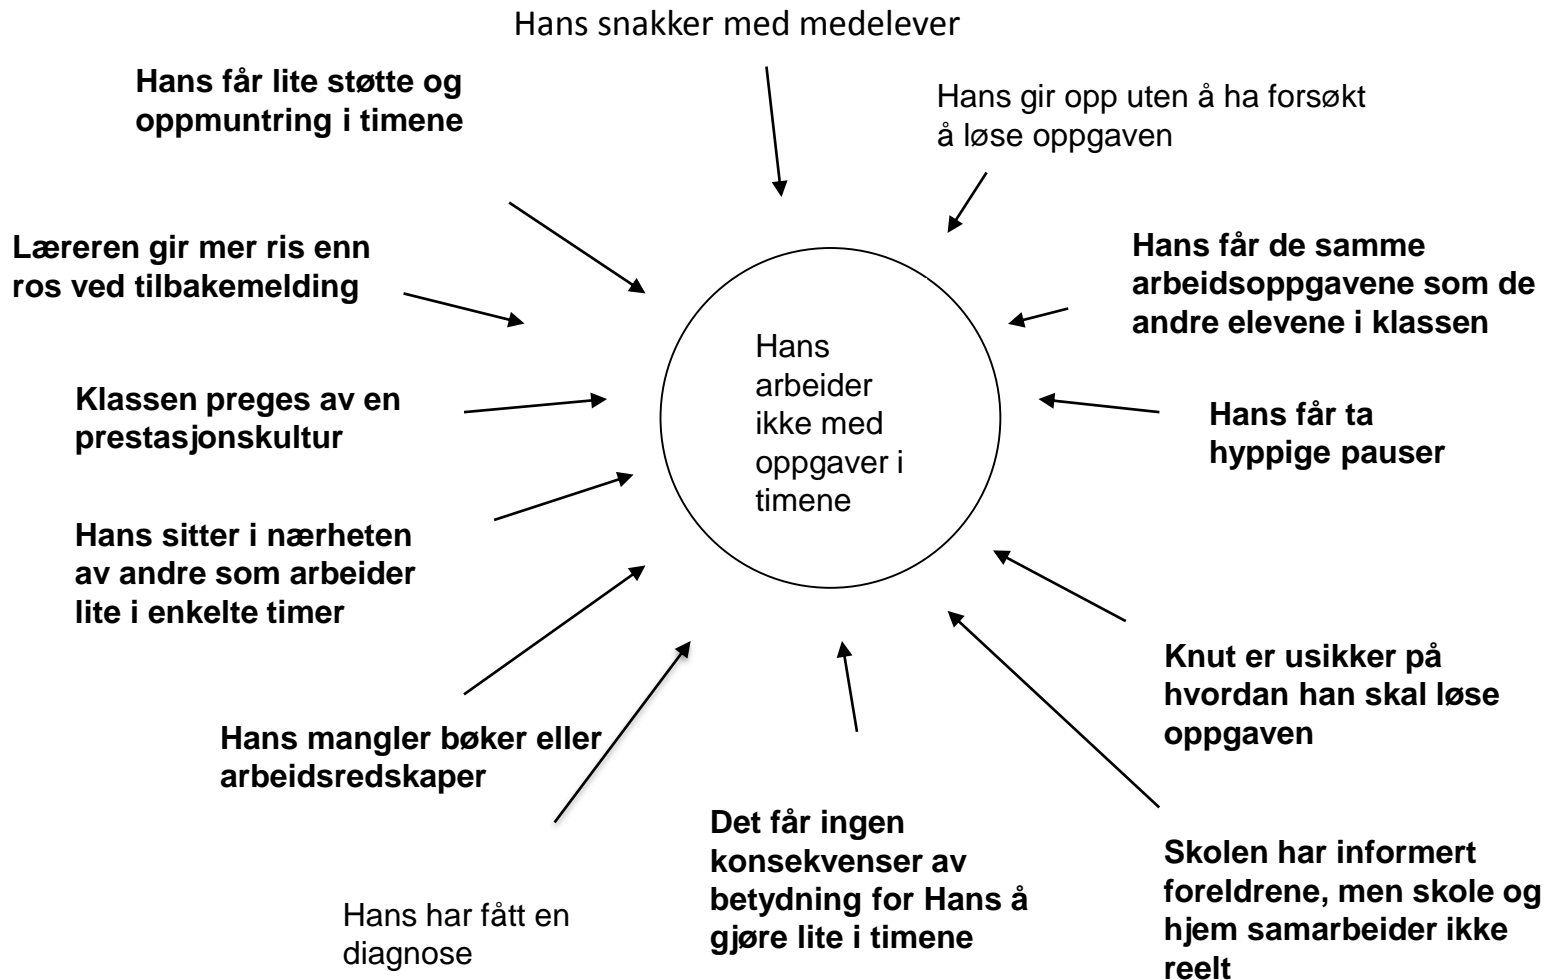 Hans snakker med medelever
Hans får lite støtte og
oppmuntring i timene
Hans gir opp uten å ha forsøkt
å løse oppgaven
Læreren gir mer ris enn
ros ved tilbakemelding
Hans får de samme
arbeidsoppgavene som de
andre elevene i klassen
Hans
arbeider
ikke med
oppgaver i
timene
Klassen preges av en
prestasjonskultur
Hans får ta
hyppige pauser
Hans sitter i nærheten
av andre som arbeider
lite i enkelte timer
Knut er usikker på
hvordan han skal løse
oppgaven
Hans mangler bøker eller
arbeidsredskaper
Det får ingen
konsekvenser av
betydning for Hans å
gjøre lite i timene
Skolen har informert
foreldrene, men skole og
hjem samarbeider ikke
reelt
Hans har fått en
diagnose